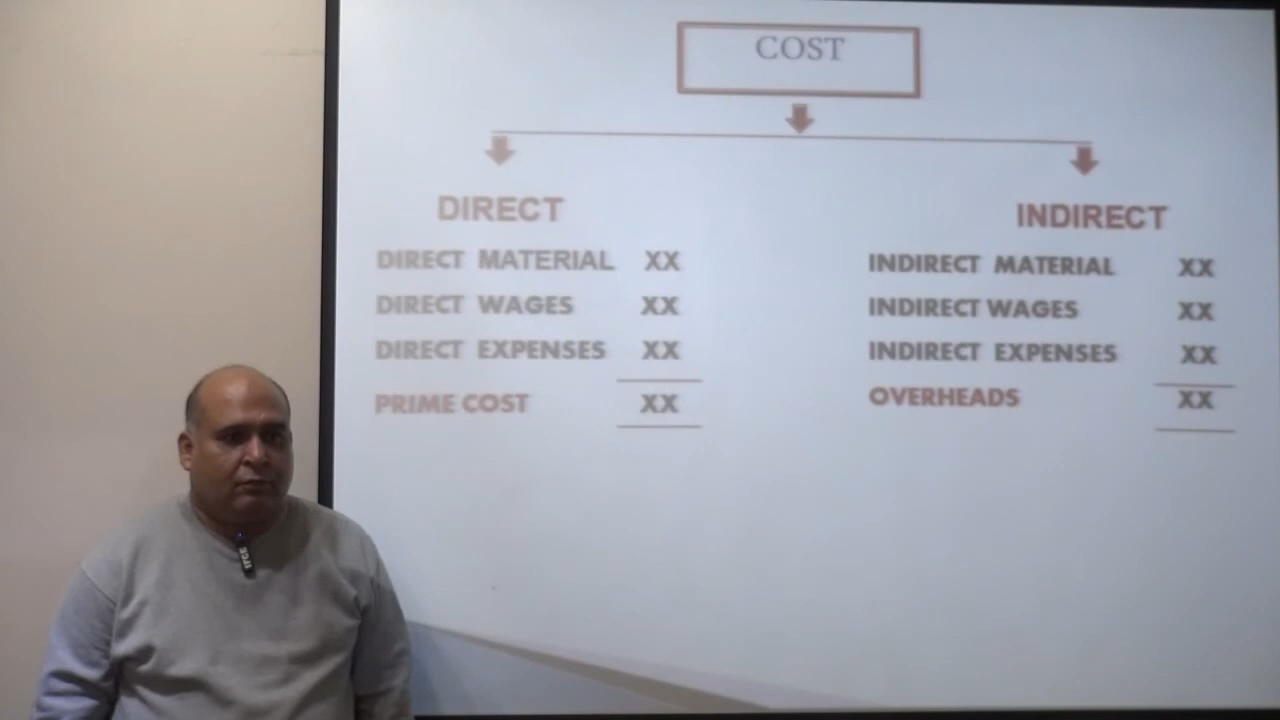 COST
DIRECT
DIRECT MATERIAL XX
DIRECT WAGES XX
DIRECT EXPENSES XX
PRIME COST XX
INDIRECT
INDIRECT MATERIAL XX
INDIRECT WAGES XX
INDIRECT EXPENSES XX
OVERHEADS XX